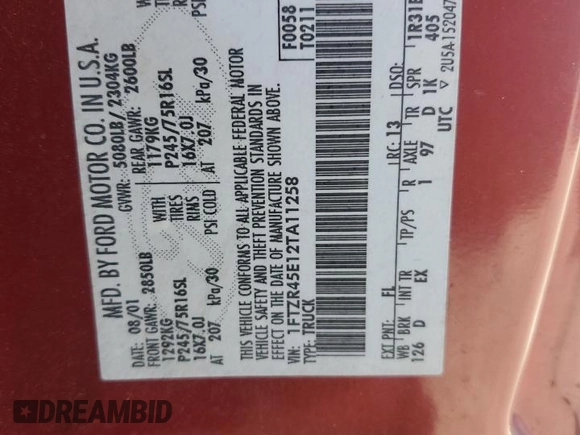 MFD. BY FORD MOTOR CO. IN U.S.A.
DATE: 08/01 GVWR: 5080LB/ 2304KG
FRONT GAWR: 2850LB REAR GAWR: 2600LB
1292KG WITH 1179KG
P245/75R16SL TIRES P245/75R16SL
16X7.0J RIMS 16X7.0J
AT 207 kPa/30 PSI COLD AT 207 kPa/30 PSI
THIS VEHICLE CONFORMS TO ALL APPLICABLE FEDERAL MOTOR
VEHICLE SAFETY AND THEFT PREVENTION STANDARDS IN
EFFECT ON THE DATE OF MANUFACTURE SHOWN ABOVE.
VIN: 1FTZR45E12TA11258
TYPE: TRUCK
F0058
T0211
EXT PNT: FL RC: 13 DSO:
WB BRK INT TR TP/PS R AXLE TR SPR
126 D EX 1 97 D 1K 405
UTC ▽ 2U5A-152047
DREAMBID